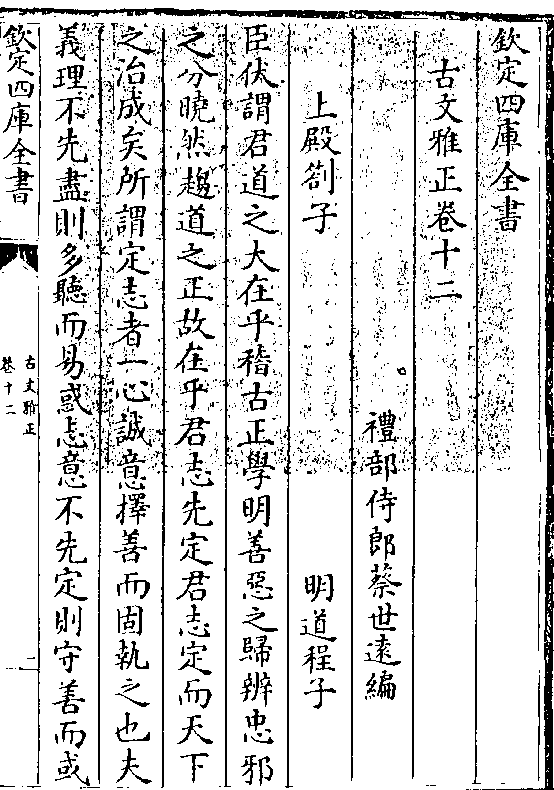 欽定四庫全書
古文雅正卷十二
禮部侍郎蔡世遠編
上殿劄子　明道程子
臣伏謂君道之大在乎稽古正學明善惡之歸辨忠邪
之分曉然趨道之正故在乎君志先定君志定而天下
之治成矣所謂定志者一心誠意擇善而固執之也夫
義理不先盡則多聽而易惑志意不先定則守善而或
欽定四庫全書
古文雅正
卷十二
一